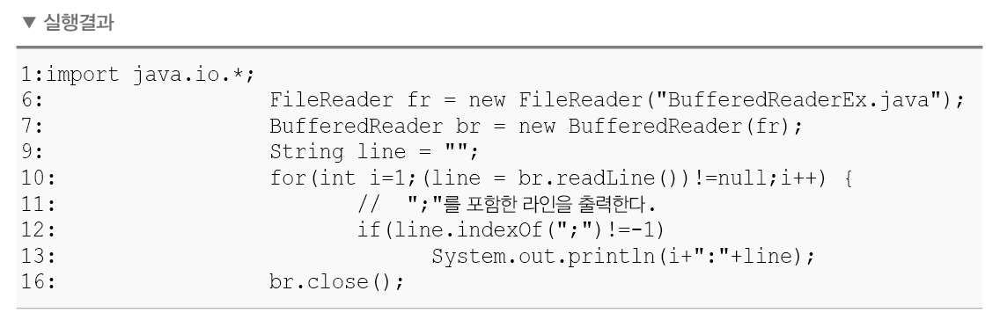 ▼ 실행결과
1:import java.io.*;
6:                  FileReader fr = new FileReader("BufferedReaderEx.java");
7:                  BufferedReader br = new BufferedReader(fr);
9:                  String line = "";
10:                 for(int i=1;(line = br.readLine())!=null;i++) {
11:                        //  ";"를 포함한 라인을 출력한다.
12:                        if(line.indexOf(";")!=-1)
13:                              System.out.println(i+":"+line);
16:                 br.close();